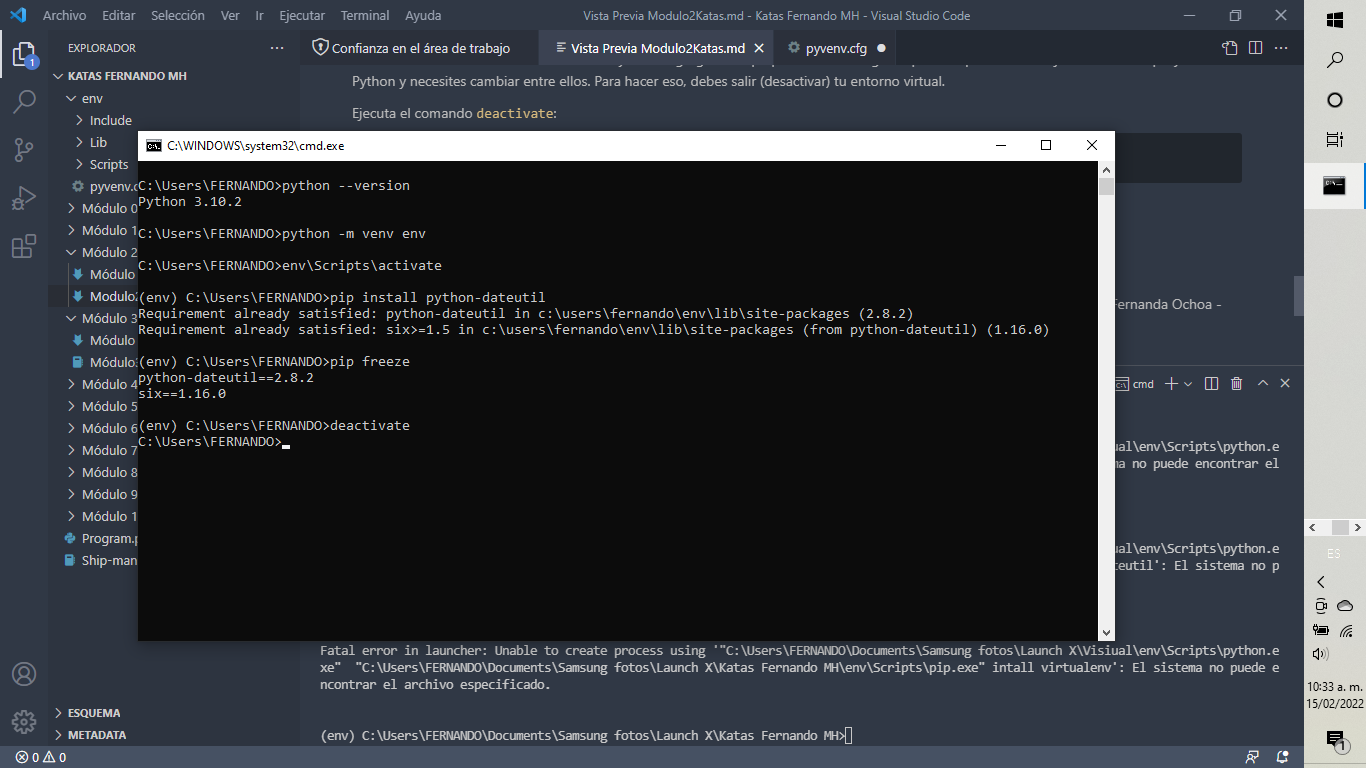 Archivo Editar Selección Ver Ir Ejecutar Terminal Ayuda
Vista Previa Modulo2Katas.md - Katas Fernando MH - Visual Studio Code
EXPLORADOR
Confianza en el área de trabajo
Vista Previa Modulo2Katas.md
pyvenv.cfg
1
KATAS FERNANDO MH
env
Include
Lib
Scripts
pyvenv.c
Módulo 0
Módulo 1
Módulo 2
Módulo
Modulo2
Módulo 3
Módulo
Módulo3
Módulo 4
Módulo 5
Módulo 6
Módulo 7
Módulo 8
Módulo 9
Módulo 1
Program.p
Ship-man
ESQUEMA
METADATA
Python y necesites cambiar entre ellos. Para hacer eso, debes salir (desactivar) tu entorno virtual.
Ejecuta el comando deactivate:
C:\WINDOWS\system32\cmd.exe
C:\Users\FERNANDO>python --version
Python 3.10.2
C:\Users\FERNANDO>python -m venv env
C:\Users\FERNANDO>env\Scripts\activate
(env) C:\Users\FERNANDO>pip install python-dateutil
Requirement already satisfied: python-dateutil in c:\users\fernando\env\lib\site-packages (2.8.2)
Requirement already satisfied: six>=1.5 in c:\users\fernando\env\lib\site-packages (from python-dateutil) (1.16.0)
(env) C:\Users\FERNANDO>pip freeze
python-dateutil==2.8.2
six==1.16.0
(env) C:\Users\FERNANDO>deactivate
C:\Users\FERNANDO>
Fernanda Ochoa -
cmd
ual\env\Scripts\python.e
ma no puede encontrar el
ual\env\Scripts\python.e
teutil': El sistema no p
Fatal error in launcher: Unable to create process using '"C:\Users\FERNANDO\Documents\Samsung fotos\Launch X\Visiual\env\Scripts\python.e
xe"  "C:\Users\FERNANDO\Documents\Samsung fotos\Launch X\Katas Fernando MH\env\Scripts\pip.exe" intall virtualenv': El sistema no puede e
ncontrar el archivo especificado.
(env) C:\Users\FERNANDO\Documents\Samsung fotos\Launch X\Katas Fernando MH>
0 0
ES
10:33 a. m.
15/02/2022
1